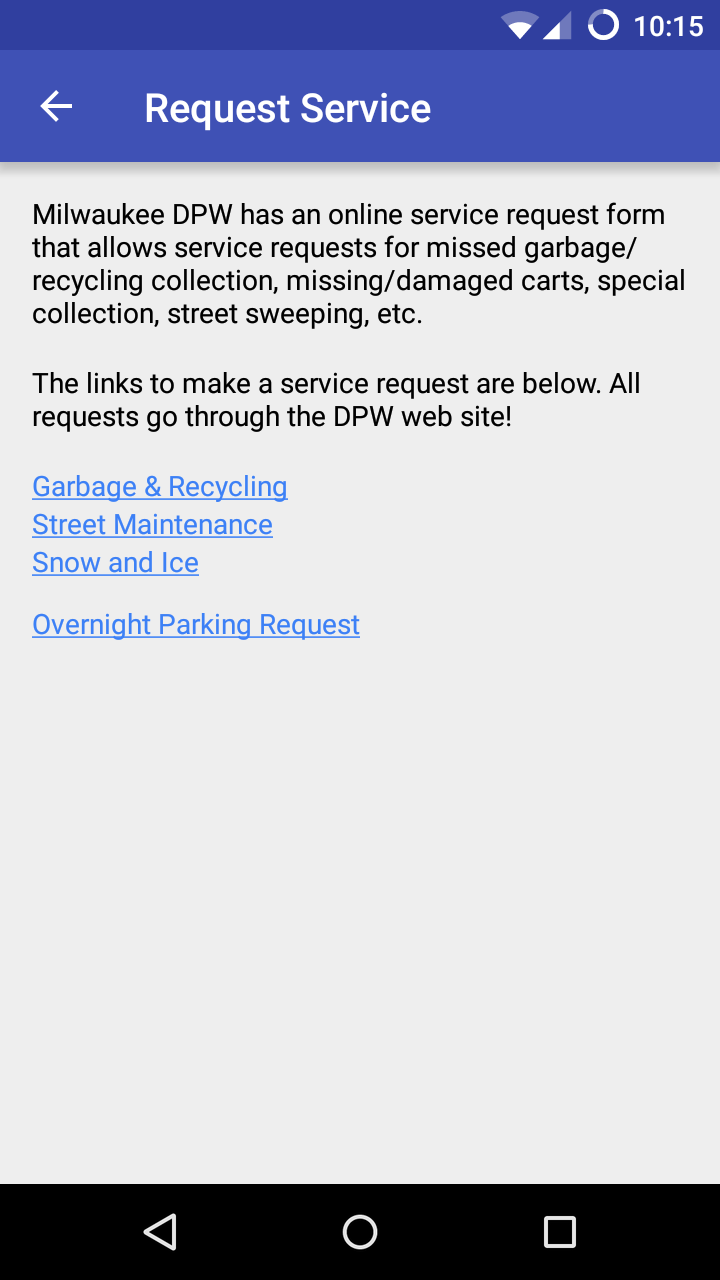 10:15
Request Service
Milwaukee DPW has an online service request form
that allows service requests for missed garbage/
recycling collection, missing/damaged carts, special
collection, street sweeping, etc.
The links to make a service request are below. All
requests go through the DPW web site!
Garbage & Recycling
Street Maintenance
Snow and Ice
Overnight Parking Request